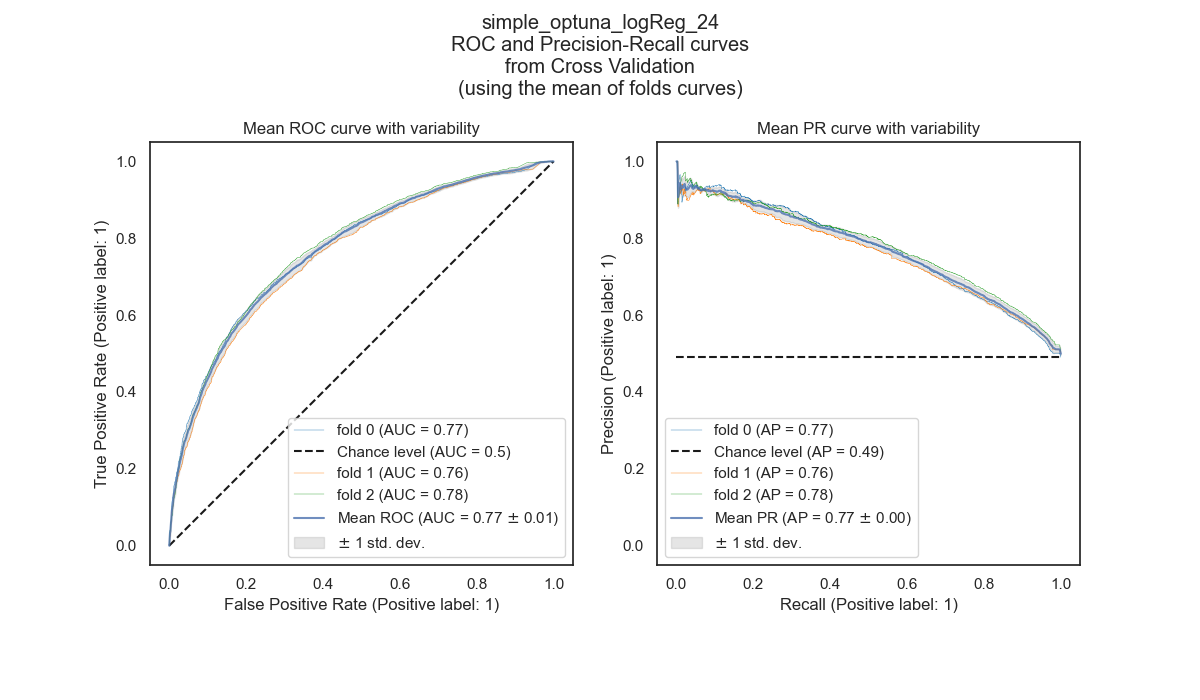 simple_optuna_logReg_24
ROC and Precision-Recall curves
from Cross Validation
(using the mean of folds curves)
Mean ROC curve with variability
True Positive Rate (Positive label: 1)
1.0
0.8
0.6
0.4
0.2
0.0
fold 0 (AUC = 0.77)
Chance level (AUC = 0.5)
fold 1 (AUC = 0.76)
fold 2 (AUC = 0.78)
Mean ROC (AUC = 0.77 ± 0.01)
± 1 std. dev.
0.0 0.2 0.4 0.6 0.8 1.0
False Positive Rate (Positive label: 1)
Mean PR curve with variability
Precision (Positive label: 1)
1.0
0.8
0.6
0.4
0.2
0.0
fold 0 (AP = 0.77)
Chance level (AP = 0.49)
fold 1 (AP = 0.76)
fold 2 (AP = 0.78)
Mean PR (AP = 0.77 ± 0.00)
± 1 std. dev.
0.0 0.2 0.4 0.6 0.8 1.0
Recall (Positive label: 1)